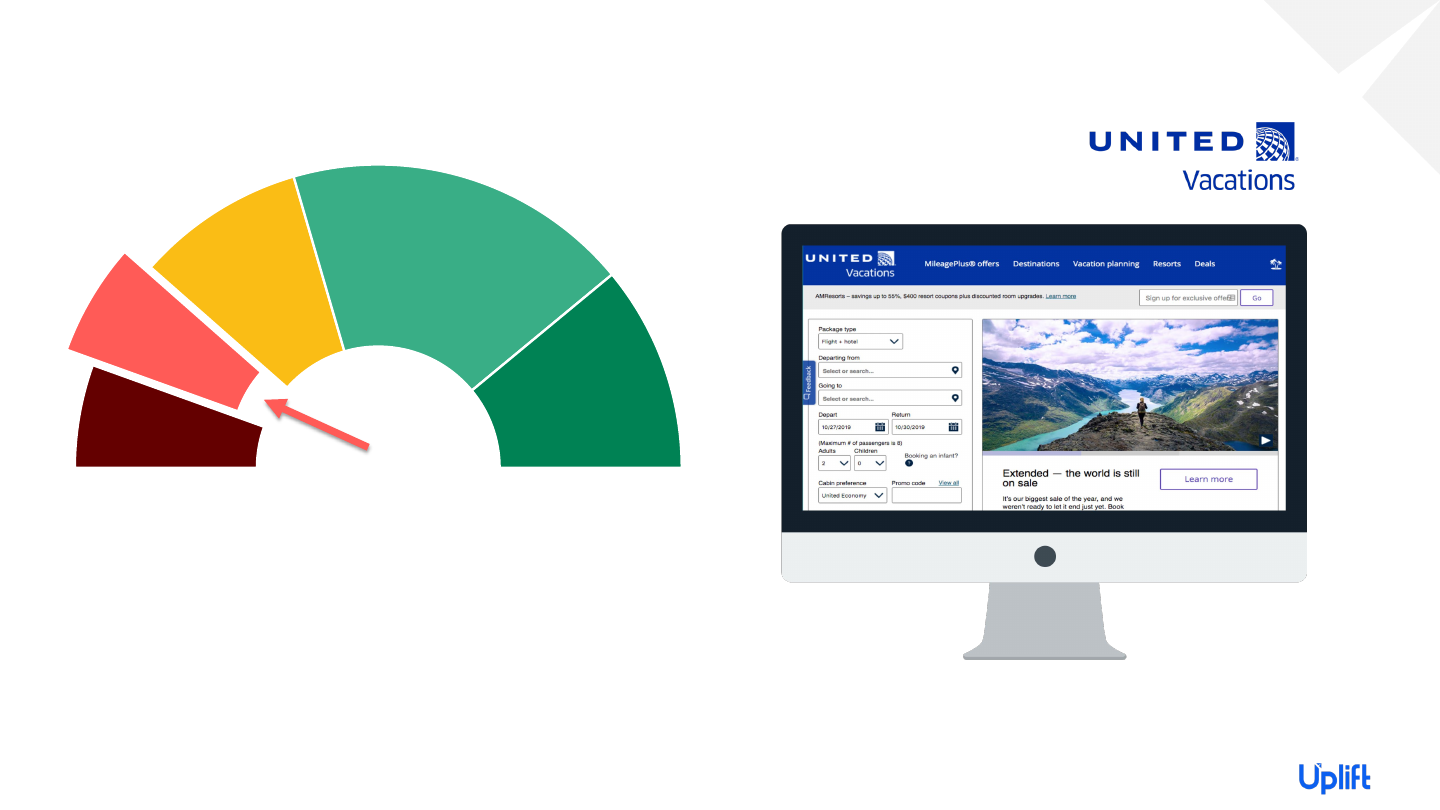 UNITED
Vacations
UNITED
Vacations
MileagePlus® offers Destinations Vacation planning Resorts Deals
AMResorts – savings up to 55%, $400 resort coupons plus discounted room upgrades. Learn more
Sign up for exclusive offe
Go
Package type
Flight + hotel
Departing from
Select or search...
Going to
Select or search...
Feedback
Depart Return
10/27/2019 10/30/2019
(Maximum # of passengers is 8)
Adults Children
Booking an infant?
2 0
Cabin preference Promo code View all
United Economy
Extended — the world is still
on sale
Learn more
It's our biggest sale of the year, and we
weren't ready to let it end just yet. Book
Uplift